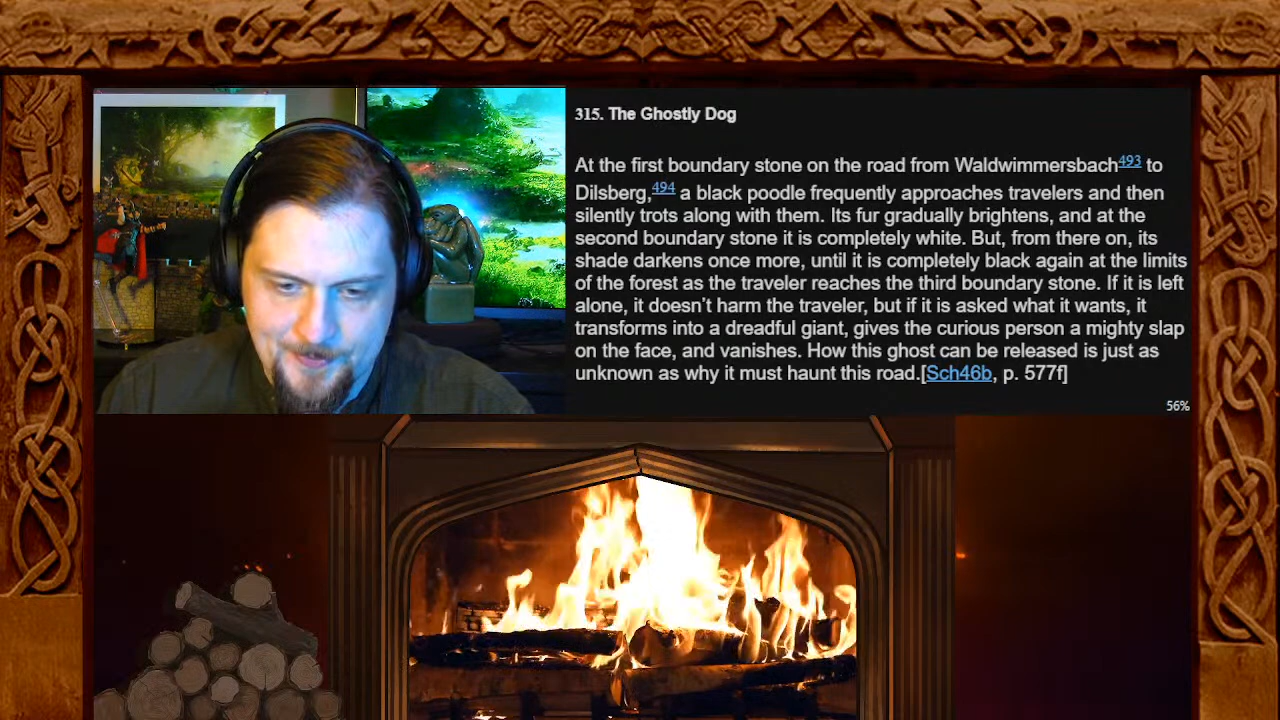 315. The Ghostly Dog
At the first boundary stone on the road from Waldwimmersbach493 to
Dilsberg,494 a black poodle frequently approaches travelers and then
silently trots along with them. Its fur gradually brightens, and at the
second boundary stone it is completely white. But, from there on, its
shade darkens once more, until it is completely black again at the limits
of the forest as the traveler reaches the third boundary stone. If it is left
alone, it doesn’t harm the traveler, but if it is asked what it wants, it
transforms into a dreadful giant, gives the curious person a mighty slap
on the face, and vanishes. How this ghost can be released is just as
unknown as why it must haunt this road.[Sch46b, p. 577f]
56%